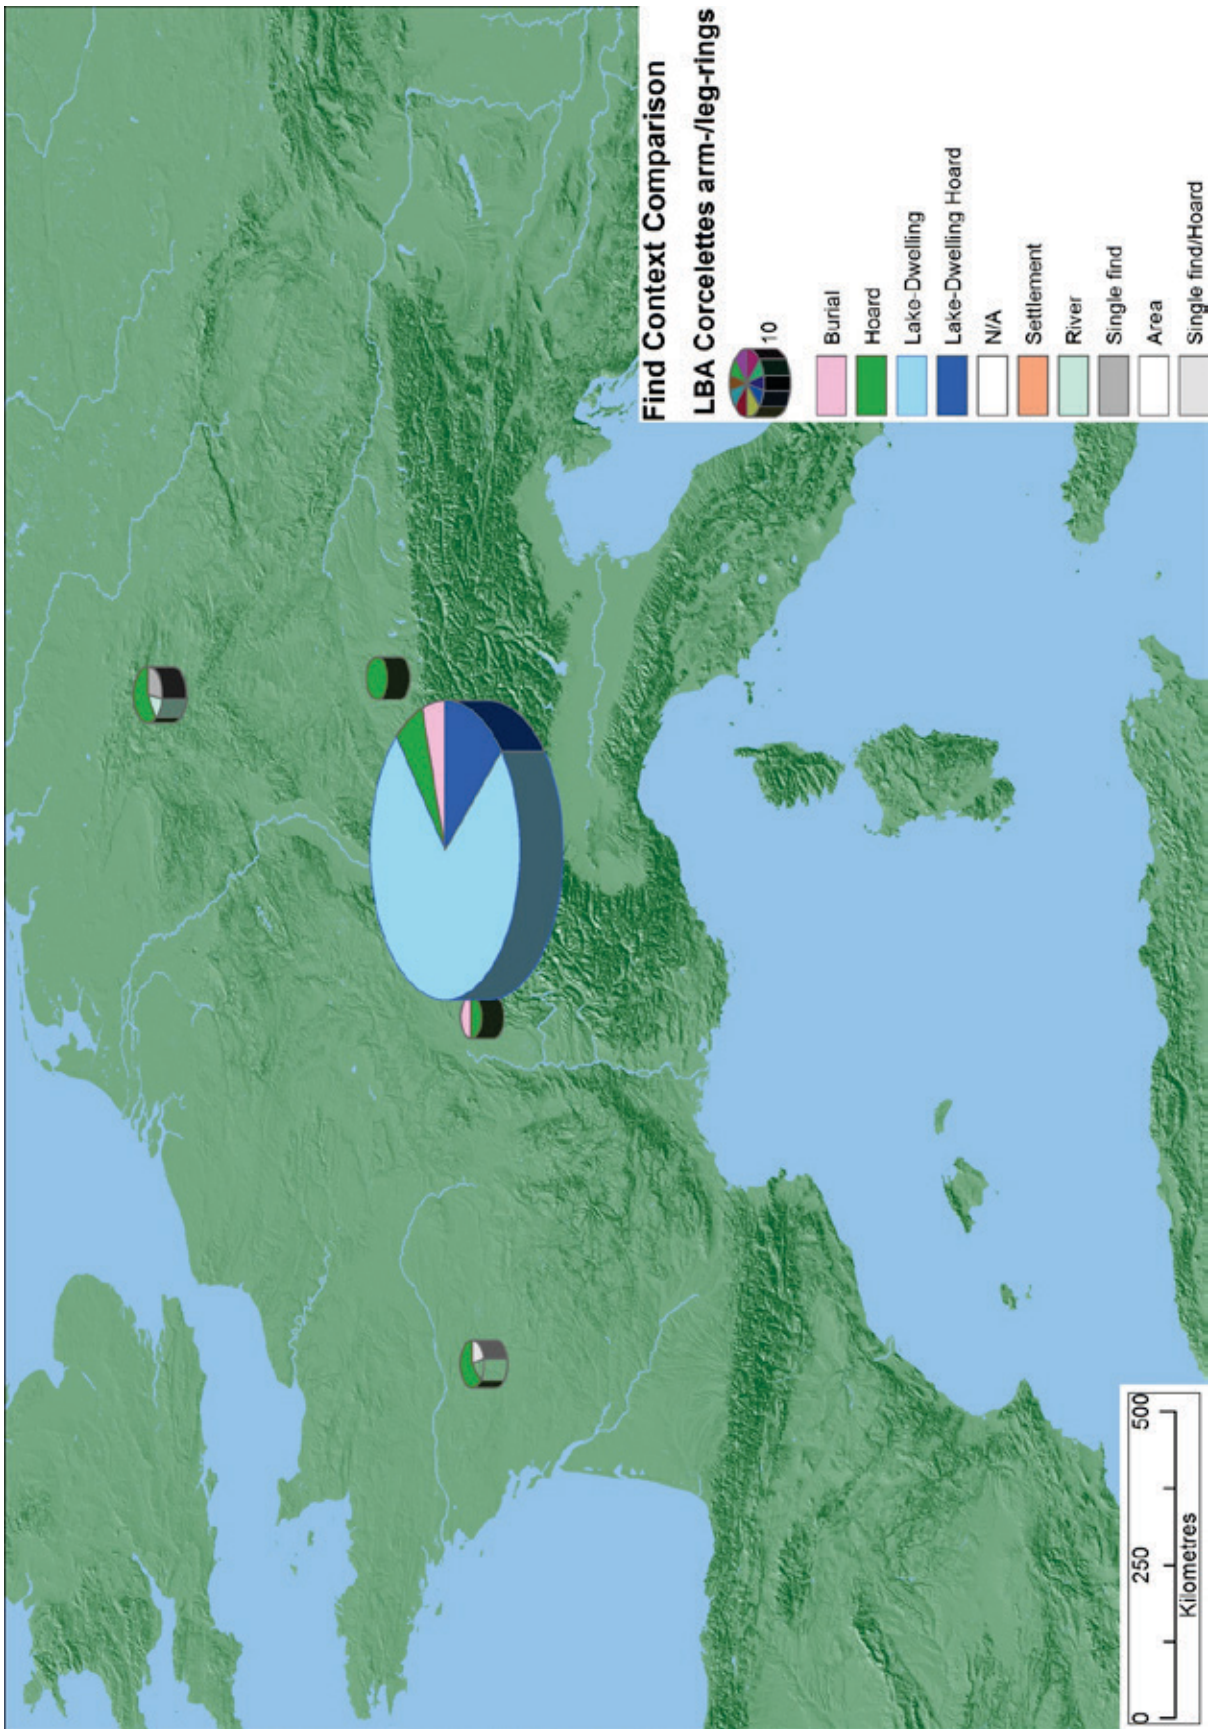 Find Context Comparison
LBA Corcelettes arm-/leg-rings
10
Burial
Hoard
Lake-Dwelling
Lake-Dwelling Hoard
N/A
Settlement
River
Single find
Area
Single find/Hoard
0 250 500
Kilometres